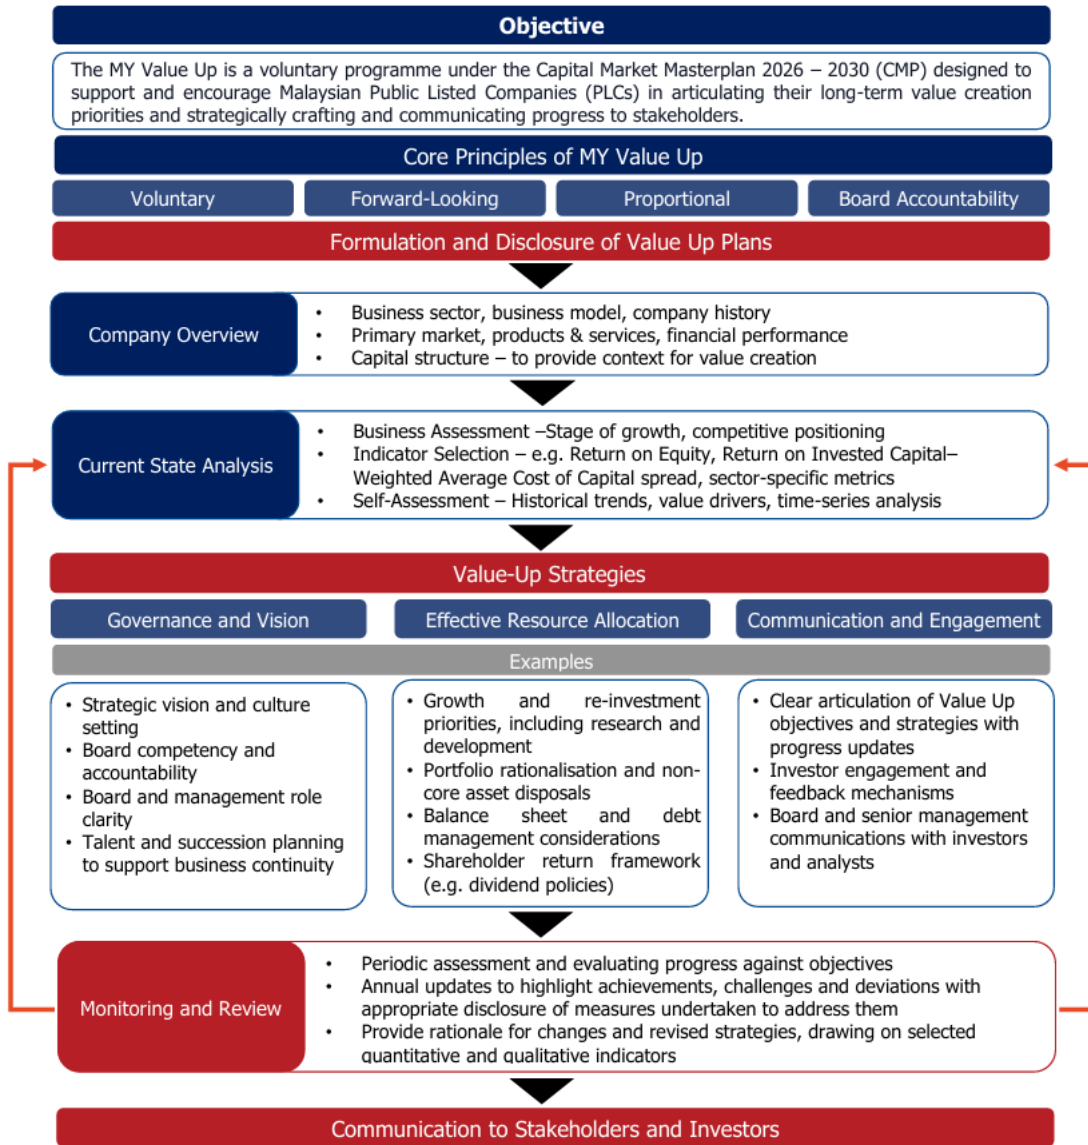 Objective
The MY Value Up is a voluntary programme under the Capital Market Masterplan 2026 – 2030 (CMP) designed to
support and encourage Malaysian Public Listed Companies (PLCs) in articulating their long-term value creation
priorities and strategically crafting and communicating progress to stakeholders.
Core Principles of MY Value Up
Voluntary
Forward-Looking
Proportional
Board Accountability
Formulation and Disclosure of Value Up Plans
Company Overview
• Business sector, business model, company history
• Primary market, products & services, financial performance
• Capital structure – to provide context for value creation
Current State Analysis
• Business Assessment –Stage of growth, competitive positioning
• Indicator Selection – e.g. Return on Equity, Return on Invested Capital–
Weighted Average Cost of Capital spread, sector-specific metrics
• Self-Assessment – Historical trends, value drivers, time-series analysis
Value-Up Strategies
Governance and Vision
Effective Resource Allocation
Communication and Engagement
Examples
• Strategic vision and culture
setting
• Board competency and
accountability
• Board and management role
clarity
• Talent and succession planning
to support business continuity
• Growth and re-investment
priorities, including research and
development
• Portfolio rationalisation and non-
core asset disposals
• Balance sheet and debt
management considerations
• Shareholder return framework
(e.g. dividend policies)
• Clear articulation of Value Up
objectives and strategies with
progress updates
• Investor engagement and
feedback mechanisms
• Board and senior management
communications with investors
and analysts
Monitoring and Review
• Periodic assessment and evaluating progress against objectives
• Annual updates to highlight achievements, challenges and deviations with
appropriate disclosure of measures undertaken to address them
• Provide rationale for changes and revised strategies, drawing on selected
quantitative and qualitative indicators
Communication to Stakeholders and Investors